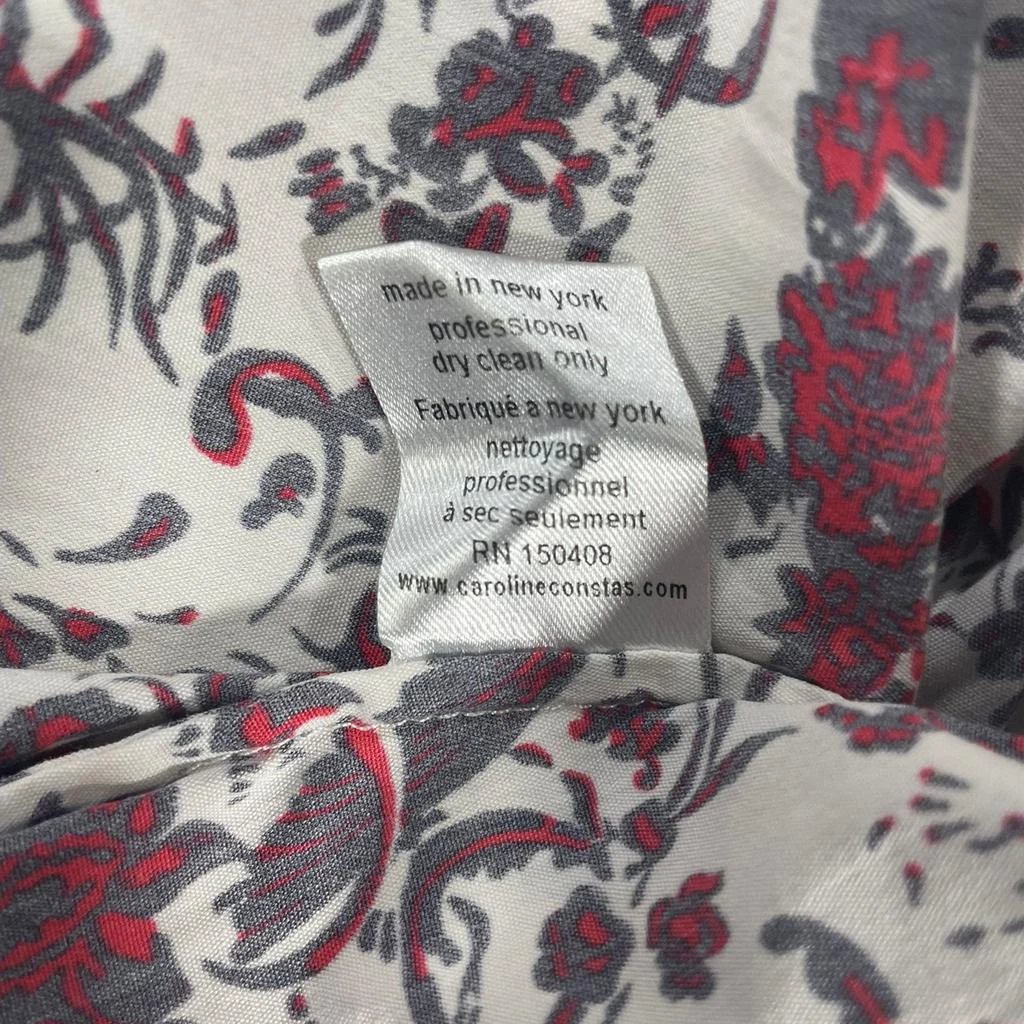 made in new york
professional
dry clean only
Fabriqué a new york
nettoyage
professionnel
à sec seulement
RN 150408
www.carolineconstas.com